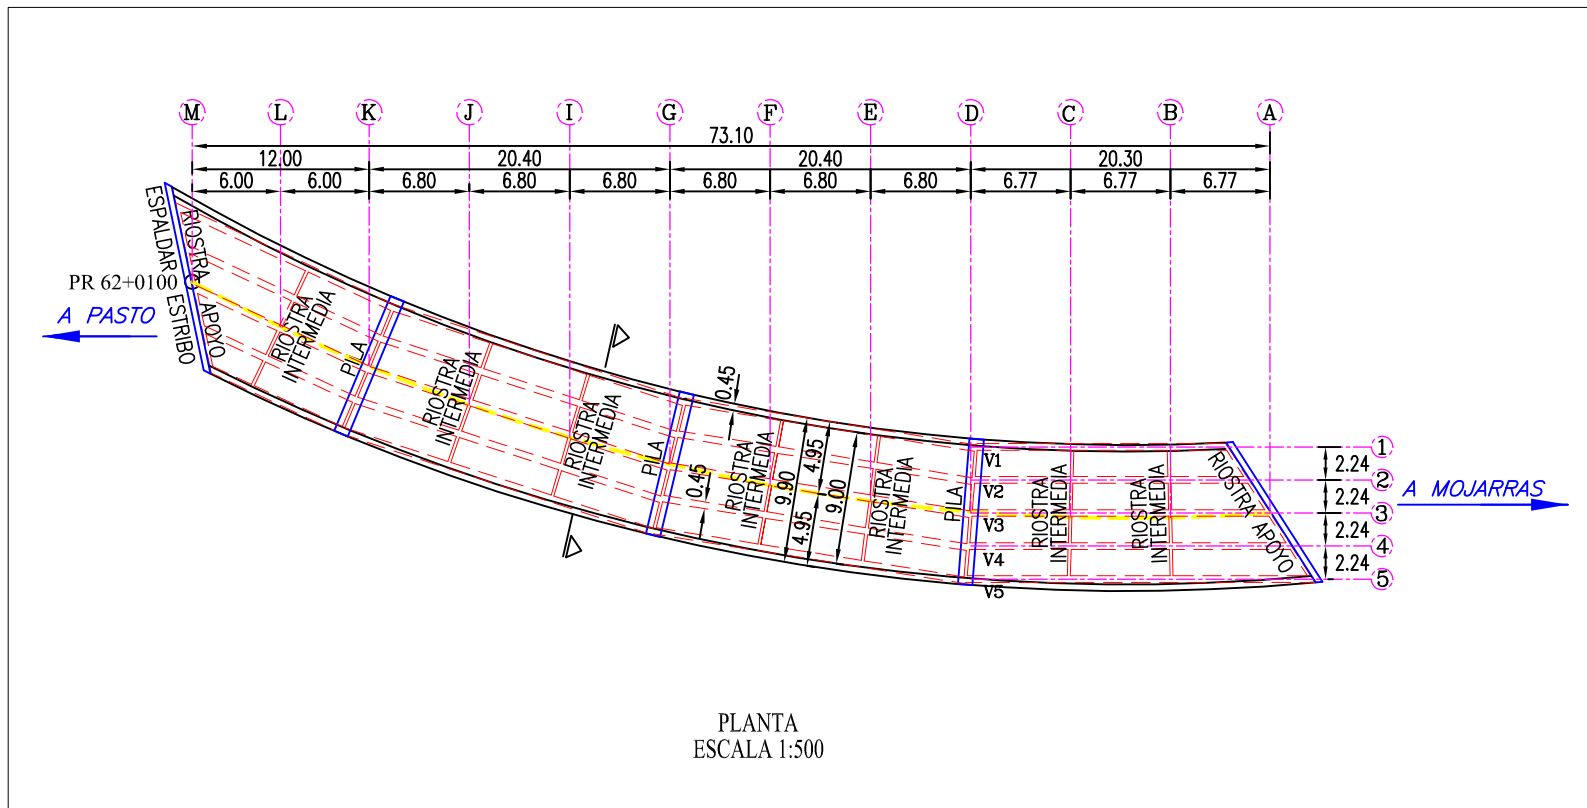 M L K J I G F E D C B A
73.10
12.00 20.40 20.40 20.30
6.00 6.00 6.80 6.80 6.80 6.80 6.80 6.80 6.77 6.77 6.77
ESPALDAR ESTRIBO
RIOSTRA APOYO
PR 62+0100
A PASTO
RIOSTRA
INTERMEDIA
PILA
RIOSTRA
INTERMEDIA
RIOSTRA
INTERMEDIA
PILA
0.45
0.45
RIOSTRA
INTERMEDIA
9.90
4.95
4.95
9.00
RIOSTRA
INTERMEDIA
PILA
V1
V2
V3
V4
V5
RIOSTRA
INTERMEDIA
RIOSTRA
INTERMEDIA
RIOSTRA APOYO
1
2.24
2
2.24
3
2.24
4
2.24
5
A MOJARRAS
PLANTA
ESCALA 1:500